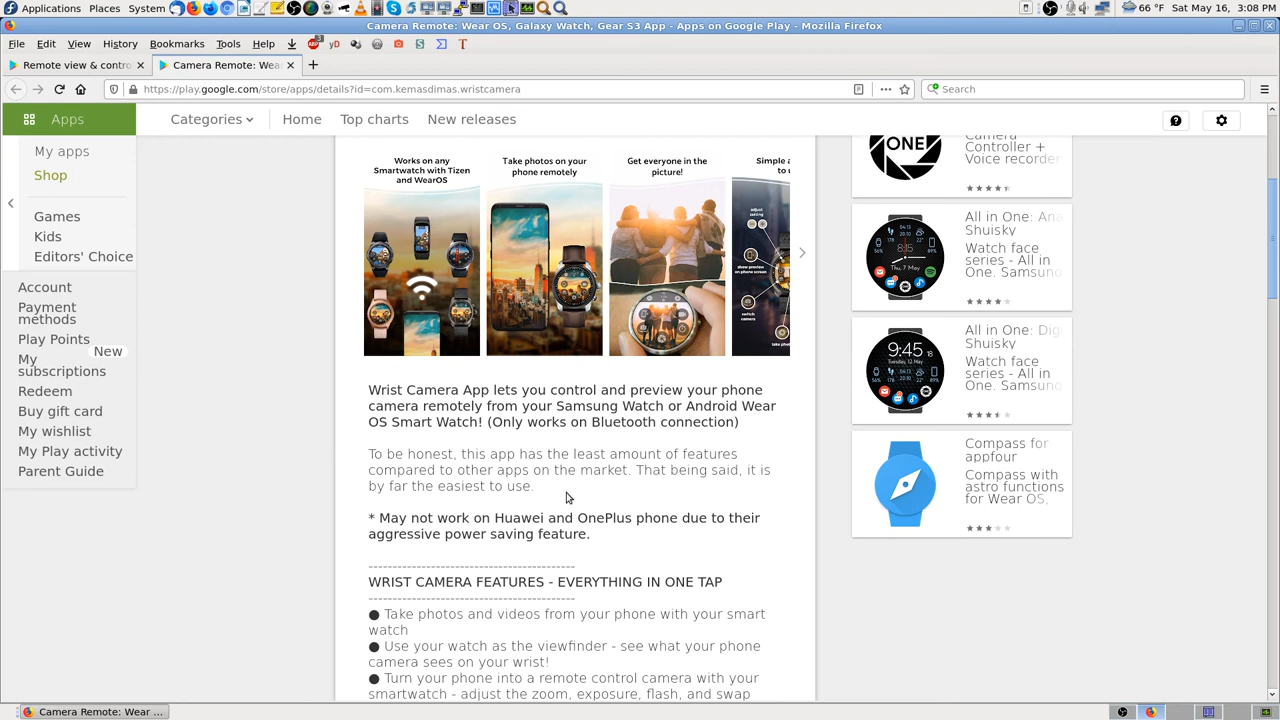 Applications Places System
66 °F Sat May 16, 3:08 PM
Camera Remote: Wear OS, Galaxy Watch, Gear S3 App - Apps on Google Play - Mozilla Firefox
File Edit View History Bookmarks Tools Help
Remote view & contro
Camera Remote: Wea
https://play.google.com/store/apps/details?id=com.kemasdimas.wristcamera
Search
Apps
Categories Home Top charts New releases
My apps
Shop
Games
Kids
Editors' Choice
Account
Payment methods
Play Points
New
My subscriptions
Redeem
Buy gift card
My wishlist
My Play activity
Parent Guide
Works on any
Smartwatch with Tizen
and WearOS
Take photos on your
phone remotely
Get everyone in the
picture!
Simple a
to u
adjust
setting
show preview
on phone screen
switch
camera
take pho
Wrist Camera App lets you control and preview your phone
camera remotely from your Samsung Watch or Android Wear
OS Smart Watch! (Only works on Bluetooth connection)
To be honest, this app has the least amount of features
compared to other apps on the market. That being said, it is
by far the easiest to use.
* May not work on Huawei and OnePlus phone due to their
aggressive power saving feature.
-------------------------------------------
WRIST CAMERA FEATURES - EVERYTHING IN ONE TAP
-------------------------------------------
● Take photos and videos from your phone with your smart
watch
● Use your watch as the viewfinder - see what your phone
camera sees on your wrist!
● Turn your phone into a remote control camera with your
smartwatch - adjust the zoom, exposure, flash, and swap
ONE
Camera
Controller +
Voice recorder
All in One: Ana
Shuisky
Watch face
series - All in
One. Samsung
All in One: Digi
Shuisky
Watch face
series - All in
One. Samsung
9:45
Compass for
appfour
Compass with
astro functions
for Wear OS,
Camera Remote: Wear ...